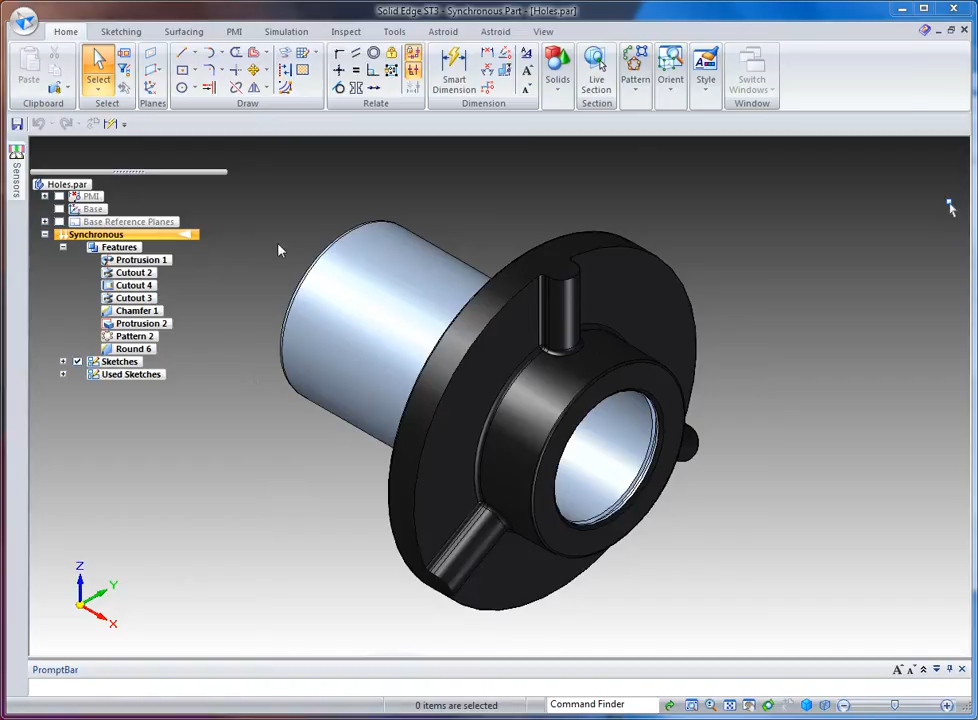 Solid Edge ST3 - Synchronous Part - [Holes.par]
Home Sketching Surfacing PMI Simulation Inspect Tools Astroid Astroid View
Paste Select Smart Dimension Solids Live Section Pattern Orient Style Switch Windows
Clipboard Select Planes Draw Relate Dimension Section Window
Sensors
Holes.par
PMI
Base
Base Reference Planes
Synchronous
Features
Protrusion 1
Cutout 2
Cutout 4
Cutout 3
Chamfer 1
Protrusion 2
Pattern 2
Round 6
Sketches
Used Sketches
Z
Y
X
PromptBar
0 items are selected Command Finder